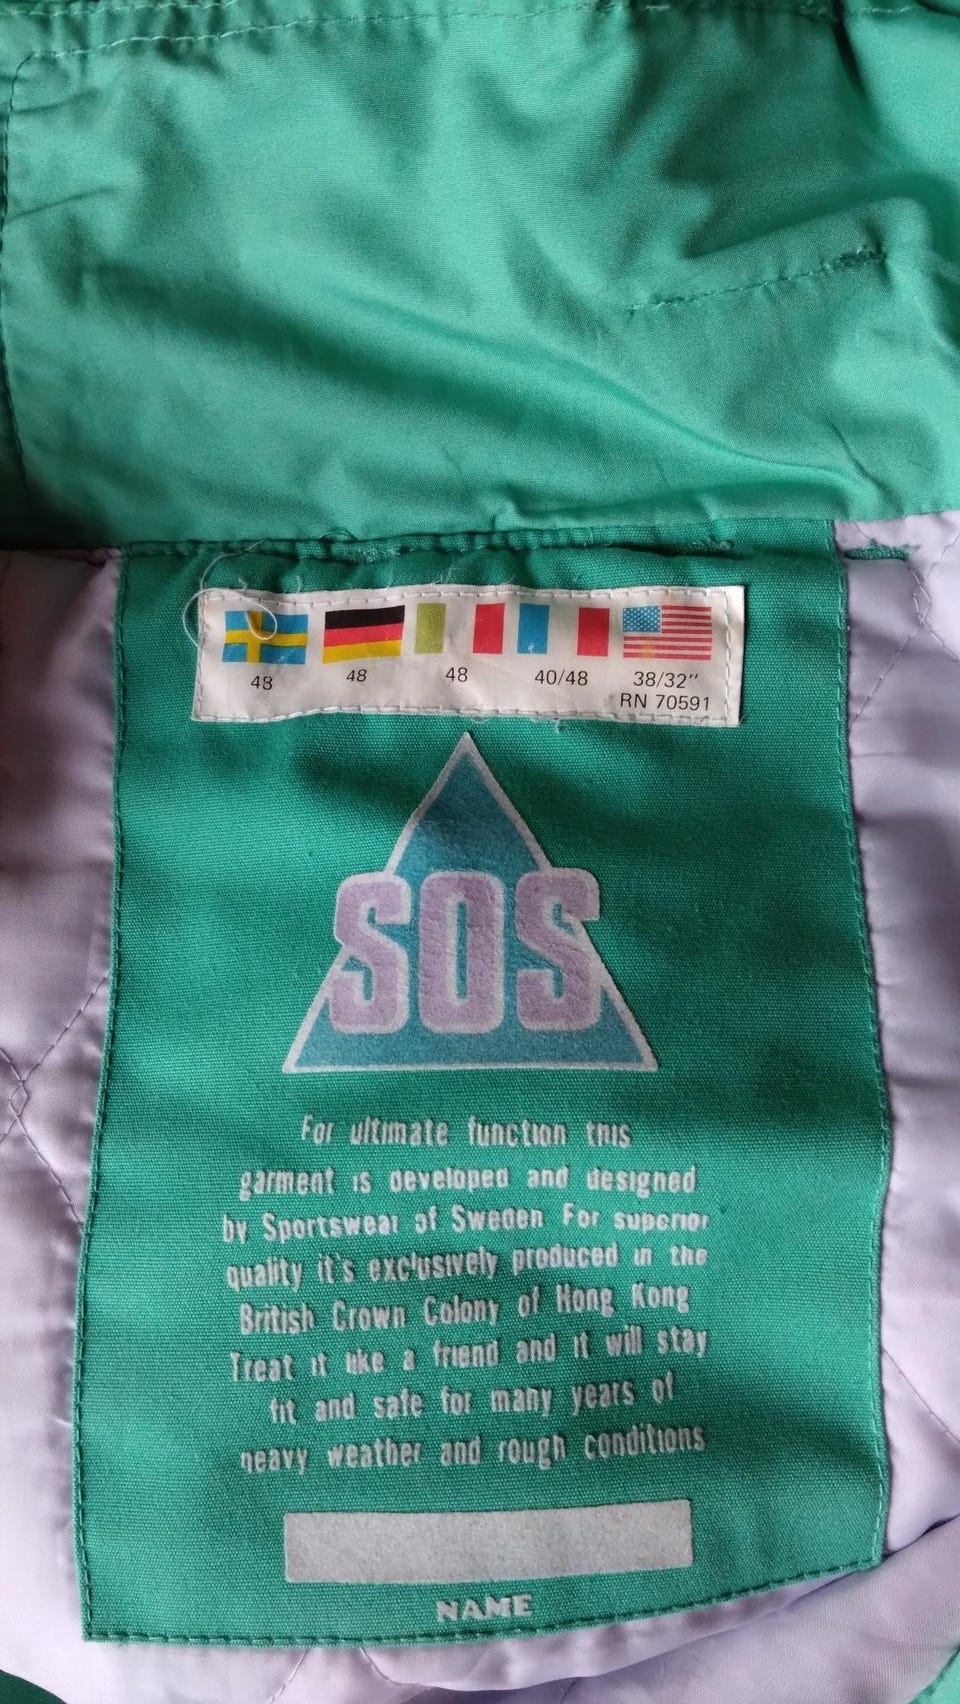 48 48 48 40/48 38/32"
RN 70591
SOS
For ultimate function this
garment is developed and designed
by Sportswear of Sweden For superior
quality it's exclusively produced in the
British Crown Colony of Hong Kong
Treat it like a friend and it will stay
fit and safe for many years of
heavy weather and rough conditions
NAME